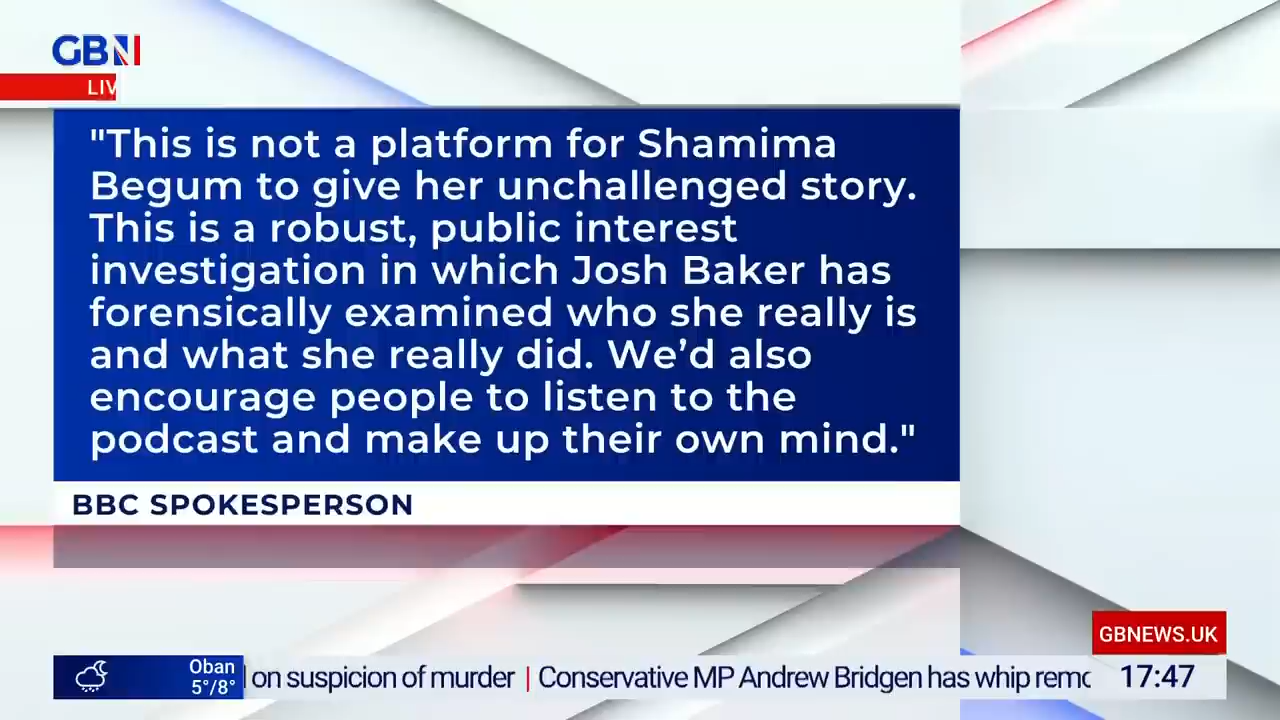 GBN
LIV
"This is not a platform for Shamima
Begum to give her unchallenged story.
This is a robust, public interest
investigation in which Josh Baker has
forensically examined who she really is
and what she really did. We’d also
encourage people to listen to the
podcast and make up their own mind."
BBC SPOKESPERSON
GBNEWS.UK
Oban
5°/8°
on suspicion of murder | Conservative MP Andrew Bridgen has whip remo
17:47